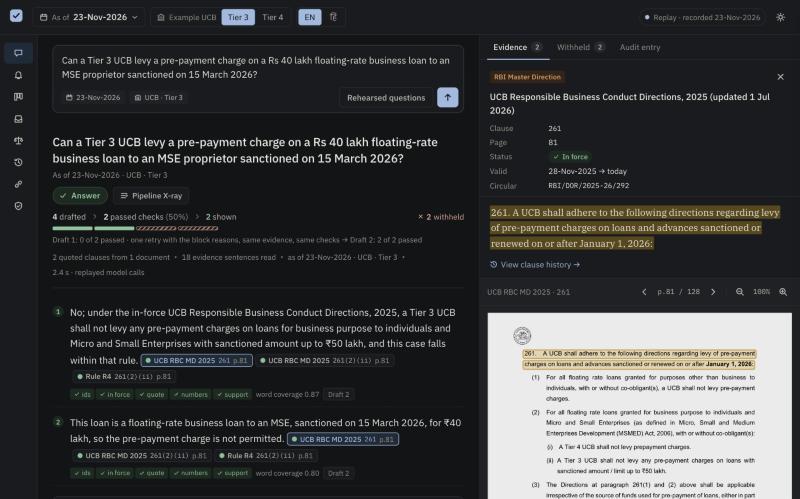 As of 23-Nov-2026
Example UCB Tier 3 Tier 4
EN
Replay · recorded 23-Nov-2026
Can a Tier 3 UCB levy a pre-payment charge on a Rs 40 lakh floating-rate business loan to an
MSE proprietor sanctioned on 15 March 2026?
23-Nov-2026 UCB · Tier 3 Rehearsed questions
Can a Tier 3 UCB levy a pre-payment charge on a Rs 40 lakh floating-rate
business loan to an MSE proprietor sanctioned on 15 March 2026?
As of 23-Nov-2026 · UCB · Tier 3
✓ Answer Pipeline X-ray
4 drafted > 2 passed checks (50%) > 2 shown × 2 withheld
Draft 1: 0 of 2 passed · one retry with the block reasons, same evidence, same checks → Draft 2: 2 of 2 passed
2 quoted clauses from 1 document • 18 evidence sentences read • as of 23-Nov-2026 · UCB · Tier 3 •
2.4 s · replayed model calls
1 No; under the in-force UCB Responsible Business Conduct Directions, 2025, a Tier 3 UCB
shall not levy any pre-payment charges on loans for business purpose to individuals and
Micro and Small Enterprises with sanctioned amount up to ₹50 lakh, and this case falls
within that rule. UCB RBC MD 2025 261 p.81 UCB RBC MD 2025 261(2)(ii) p.81
Rule R4 261(2)(ii) p.81
✓ ids ✓ in force ✓ quote ✓ numbers ✓ support word coverage 0.87 Draft 2
2 This loan is a floating-rate business loan to an MSE, sanctioned on 15 March 2026, for ₹40
lakh, so the pre-payment charge is not permitted. UCB RBC MD 2025 261 p.81
UCB RBC MD 2025 261(2)(ii) p.81 Rule R4 261(2)(ii) p.81
✓ ids ✓ in force ✓ quote ✓ numbers ✓ support word coverage 0.80 Draft 2
Evidence 2 Withheld 2 Audit entry
RBI Master Direction
UCB Responsible Business Conduct Directions, 2025 (updated 1 Jul
2026)
Clause 261
Page 81
Status ✓ In force
Valid 28-Nov-2025 → today
Circular RBI/DOR/2025-26/292
261. A UCB shall adhere to the following directions regarding levy
of pre-payment charges on loans and advances sanctioned or
renewed on or after January 1, 2026:
View clause history →
UCB RBC MD 2025 · 261 p.81 / 128 100%
261. A UCB shall adhere to the following directions regarding levy of pre-payment
charges on loans and advances sanctioned or renewed on or after January 1, 2026:
(1) For all floating rate loans granted for purposes other than business to
individuals, with or without co-obligant(s), a UCB shall not levy pre-payment
charges.
(2) For all floating rate loans granted for business purpose to individuals and
Micro and Small Enterprises (as defined in Micro, Small and Medium
Enterprises Development (MSMED) Act, 2006), with or without co-obligant(s):
(i) A Tier 4 UCB shall not levy prepayment charges.
(ii) A Tier 3 UCB shall not levy any pre-payment charges on loans with
sanctioned amount / limit up to ₹50 lakh.
(3) The Directions at paragraph 261(1) and (2) above shall be applicable
irrespective of the source of funds used for pre-payment of loans, either in part